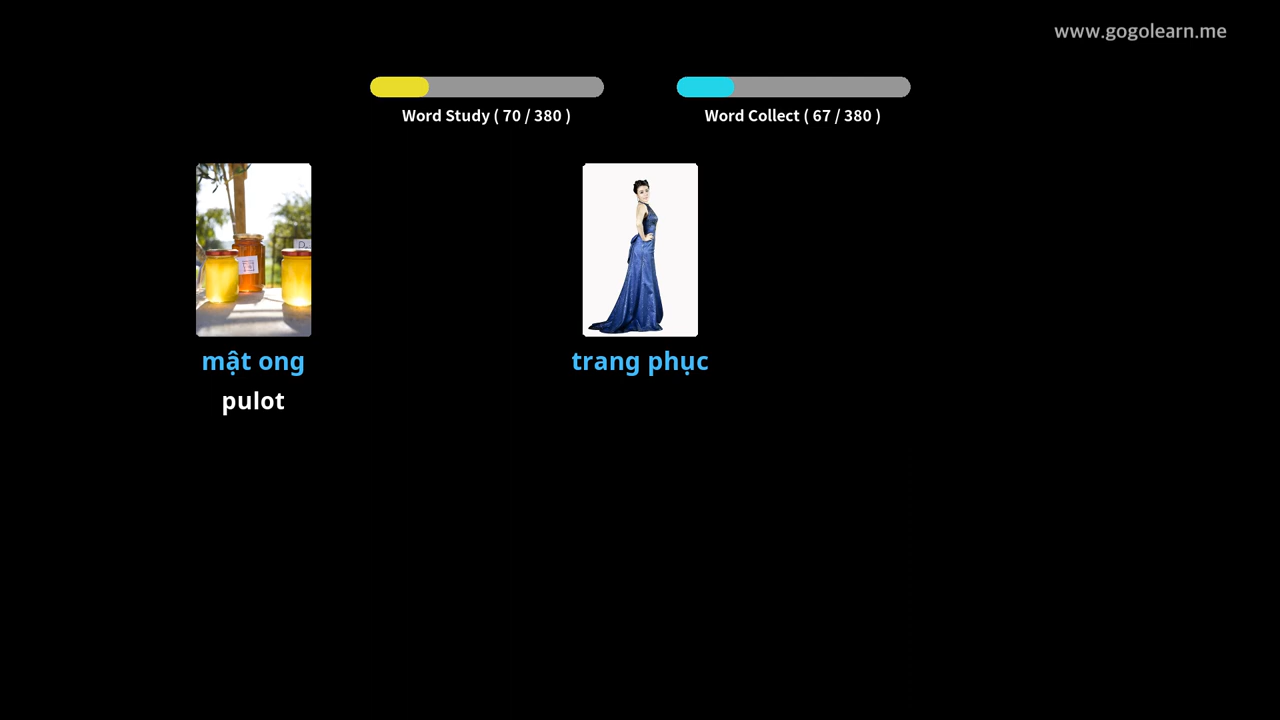 www.gogolearn.me
Word Study ( 70 / 380 )
Word Collect ( 67 / 380 )
mật ong
trang phục
pulot